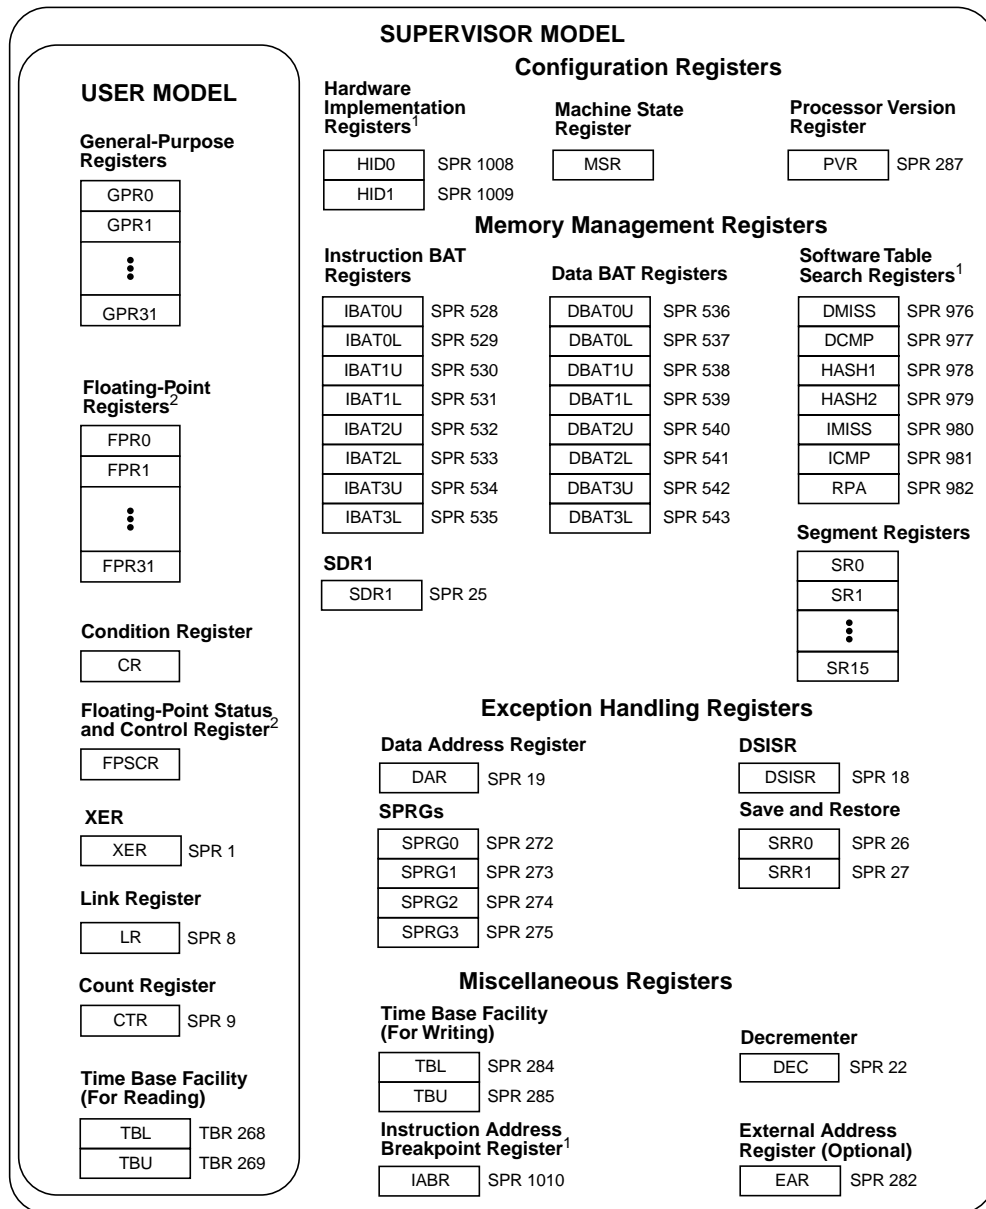 SUPERVISOR MODEL
USER MODEL
General-Purpose
Registers
GPR0
GPR1
GPR31
Floating-Point
Registers2
FPR0
FPR1
FPR31
Condition Register
CR
Floating-Point Status
and Control Register2
FPSCR
XER
XER SPR 1
Link Register
LR SPR 8
Count Register
CTR SPR 9
Time Base Facility
(For Reading)
TBL TBR 268
TBU TBR 269
Configuration Registers
Hardware
Implementation
Registers1
HID0 SPR 1008
HID1 SPR 1009
Machine State
Register
MSR
Processor Version
Register
PVR SPR 287
Memory Management Registers
Instruction BAT
Registers
IBAT0U SPR 528
IBAT0L SPR 529
IBAT1U SPR 530
IBAT1L SPR 531
IBAT2U SPR 532
IBAT2L SPR 533
IBAT3U SPR 534
IBAT3L SPR 535
Data BAT Registers
DBAT0U SPR 536
DBAT0L SPR 537
DBAT1U SPR 538
DBAT1L SPR 539
DBAT2U SPR 540
DBAT2L SPR 541
DBAT3U SPR 542
DBAT3L SPR 543
Software Table
Search Registers1
DMISS SPR 976
DCMP SPR 977
HASH1 SPR 978
HASH2 SPR 979
IMISS SPR 980
ICMP SPR 981
RPA SPR 982
SDR1
SDR1 SPR 25
Segment Registers
SR0
SR1
SR15
Exception Handling Registers
Data Address Register
DAR SPR 19
DSISR
DSISR SPR 18
SPRGs
SPRG0 SPR 272
SPRG1 SPR 273
SPRG2 SPR 274
SPRG3 SPR 275
Save and Restore
SRR0 SPR 26
SRR1 SPR 27
Miscellaneous Registers
Time Base Facility
(For Writing)
TBL SPR 284
TBU SPR 285
Decrementer
DEC SPR 22
Instruction Address
Breakpoint Register1
IABR SPR 1010
External Address
Register (Optional)
EAR SPR 282